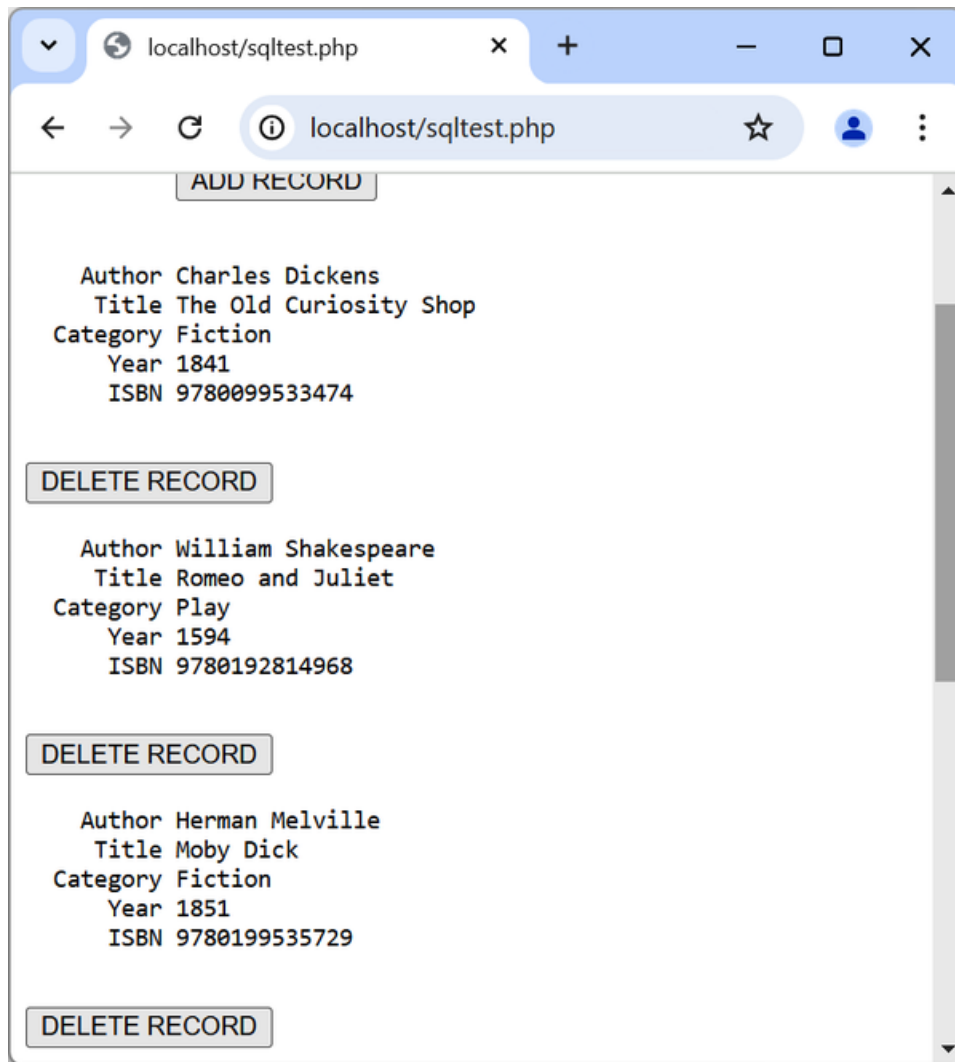 localhost/sqltest.php
localhost/sqltest.php
ADD RECORD
Author Charles Dickens
Title The Old Curiosity Shop
Category Fiction
Year 1841
ISBN 9780099533474
DELETE RECORD
Author William Shakespeare
Title Romeo and Juliet
Category Play
Year 1594
ISBN 9780192814968
DELETE RECORD
Author Herman Melville
Title Moby Dick
Category Fiction
Year 1851
ISBN 9780199535729
DELETE RECORD